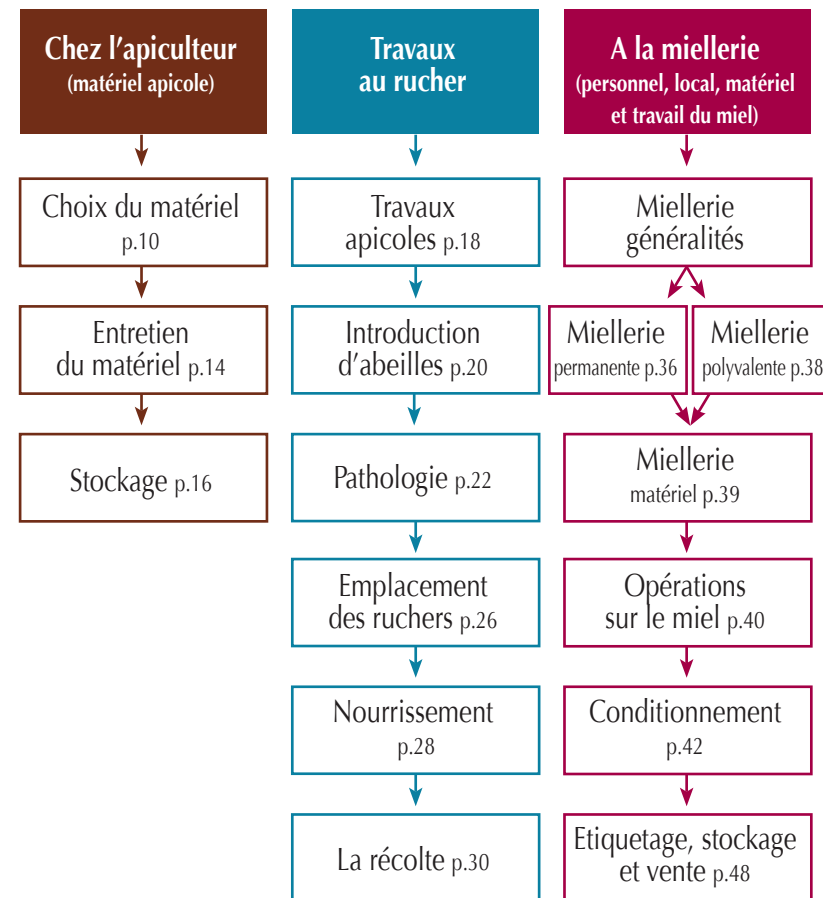 Chez l'apiculteur
(matériel apicole)
Choix du matériel
p.10
Entretien
du matériel p.14
Stockage p.16
Travaux
au rucher
Travaux
apicoles p.18
Introduction
d'abeilles p.20
Pathologie p.22
Emplacement
des ruchers p.26
Nourrissement
p.28
La récolte p.30
A la miellerie
(personnel, local, matériel
et travail du miel)
Miellerie
généralités
Miellerie
permanente p.36
Miellerie
polyvalente p.38
Miellerie
matériel p.39
Opérations
sur le miel p.40
Conditionnement
p.42
Etiquetage, stockage
et vente p.48